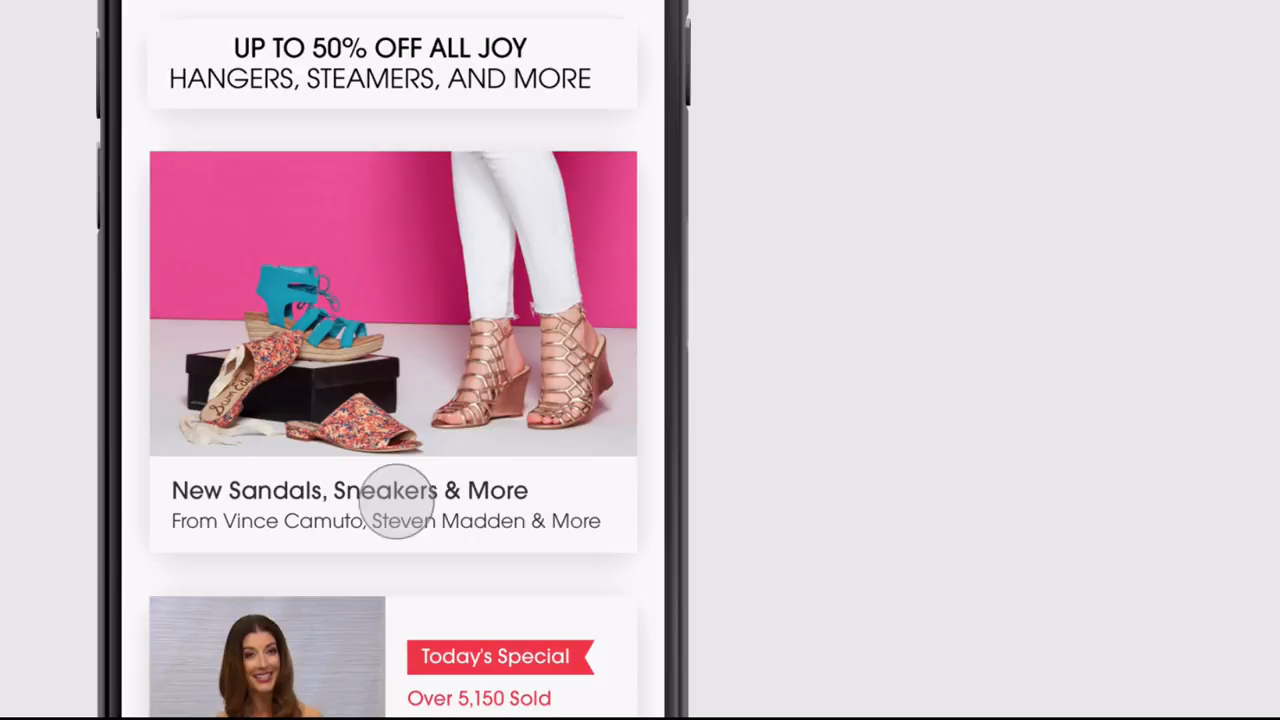 UP TO 50% OFF ALL JOY
HANGERS, STEAMERS, AND MORE
New Sandals, Sneakers & More
From Vince Camuto, Steven Madden & More
Today's Special
Over 5,150 Sold